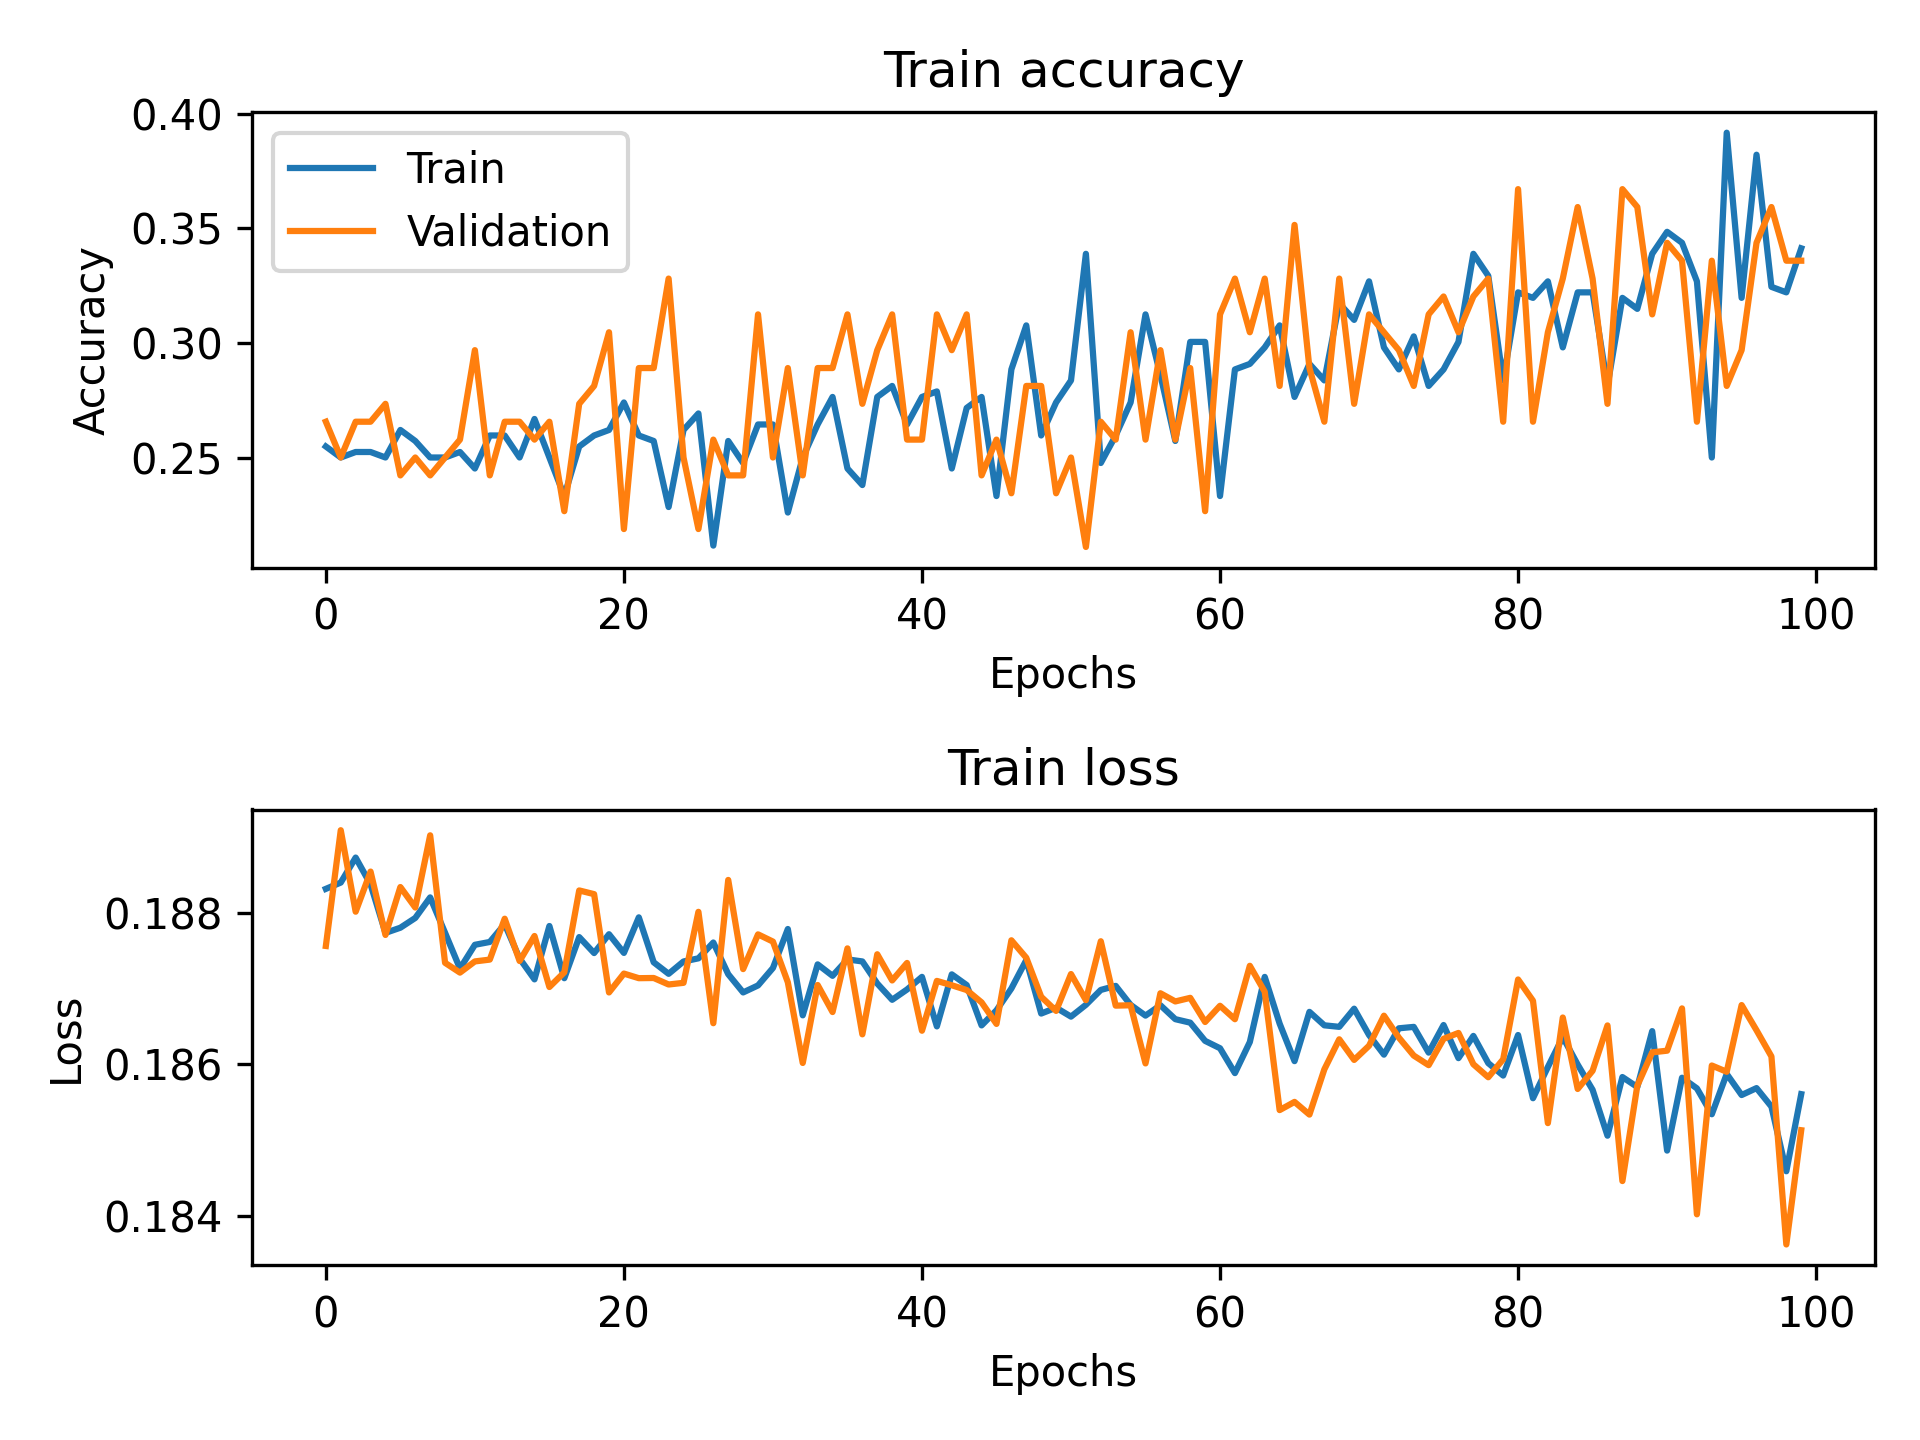 Train accuracy
0.40
0.35
0.30
0.25
Accuracy
Train
Validation
0 20 40 60 80 100
Epochs
Train loss
0.188
0.186
0.184
Loss
0 20 40 60 80 100
Epochs